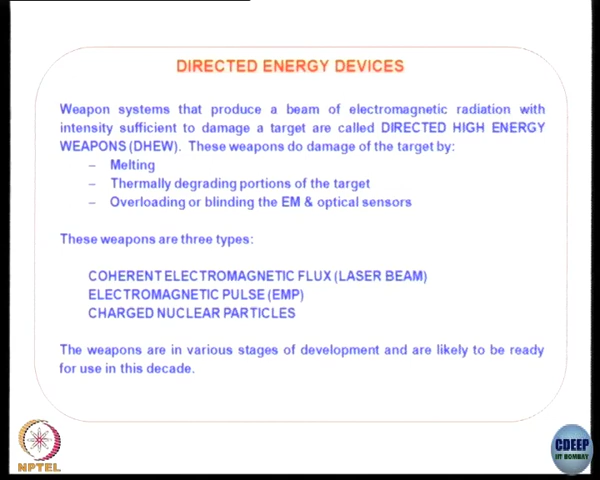 DIRECTED ENERGY DEVICES
Weapon systems that produce a beam of electromagnetic radiation with
intensity sufficient to damage a target are called DIRECTED HIGH ENERGY
WEAPONS (DHEW). These weapons do damage of the target by:
– Melting
– Thermally degrading portions of the target
– Overloading or blinding the EM & optical sensors
These weapons are three types:
COHERENT ELECTROMAGNETIC FLUX (LASER BEAM)
ELECTROMAGNETIC PULSE (EMP)
CHARGED NUCLEAR PARTICLES
The weapons are in various stages of development and are likely to be ready
for use in this decade.
NPTEL
CDEEP
IIT BOMBAY